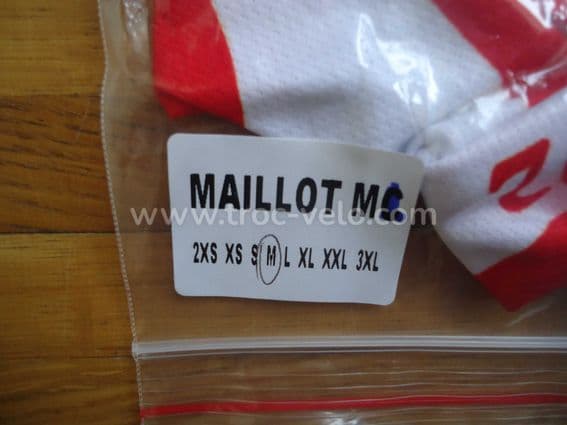 MAILLOT MC
www.troc-velo.com
2XS XS S M L XL XXL 3XL